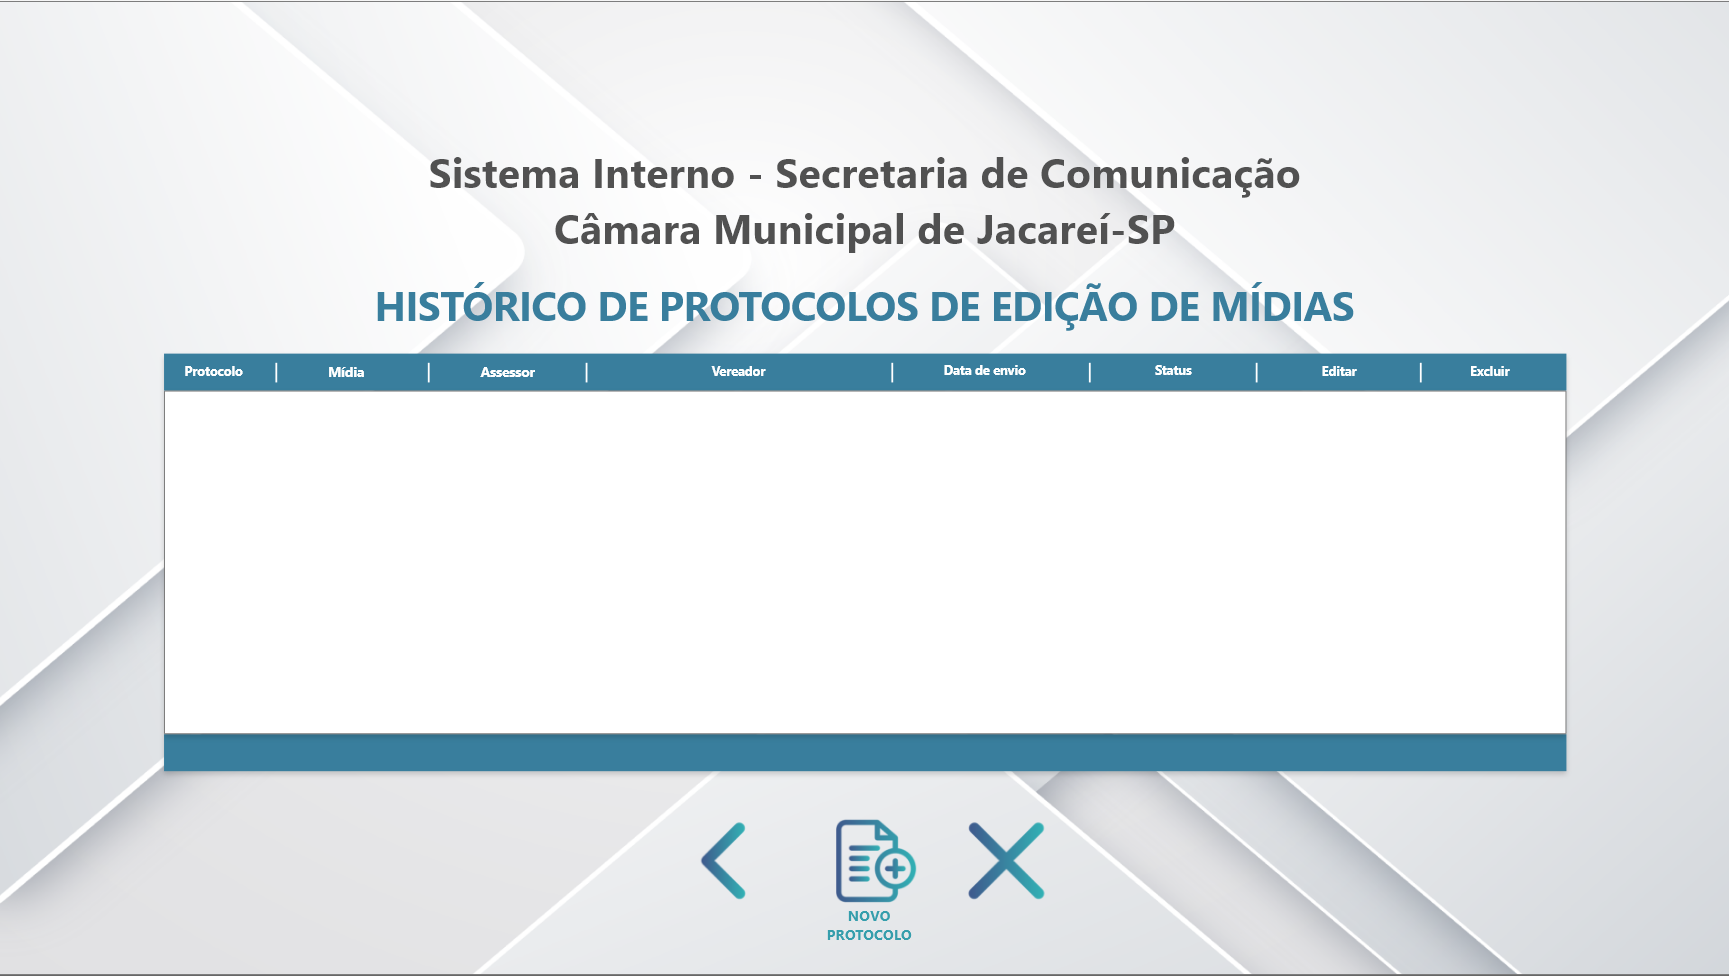 Sistema Interno - Secretaria de Comunicação
Câmara Municipal de Jacareí-SP
HISTÓRICO DE PROTOCOLOS DE EDIÇÃO DE MÍDIAS
Protocolo | Mídia | Assessor | Vereador | Data de envio | Status | Editar | Excluir
NOVO
PROTOCOLO